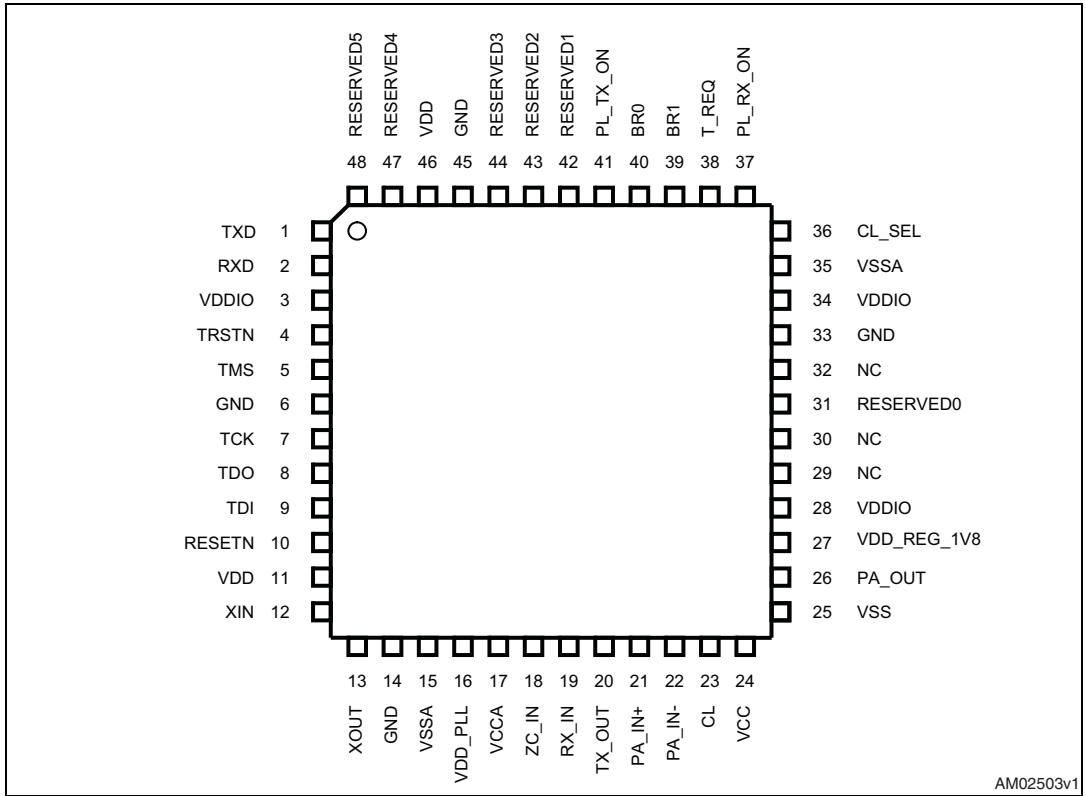 RESERVED5
RESERVED4
VDD
GND
RESERVED3
RESERVED2
RESERVED1
PL_TX_ON
BR0
BR1
T_REQ
PL_RX_ON
48 47 46 45 44 43 42 41 40 39 38 37
TXD 1
RXD 2
VDDIO 3
TRSTN 4
TMS 5
GND 6
TCK 7
TDO 8
TDI 9
RESETN 10
VDD 11
XIN 12
36 CL_SEL
35 VSSA
34 VDDIO
33 GND
32 NC
31 RESERVED0
30 NC
29 NC
28 VDDIO
27 VDD_REG_1V8
26 PA_OUT
25 VSS
13 14 15 16 17 18 19 20 21 22 23 24
XOUT
GND
VSSA
VDD_PLL
VCCA
ZC_IN
RX_IN
TX_OUT
PA_IN+
PA_IN-
CL
VCC
AM02503v1